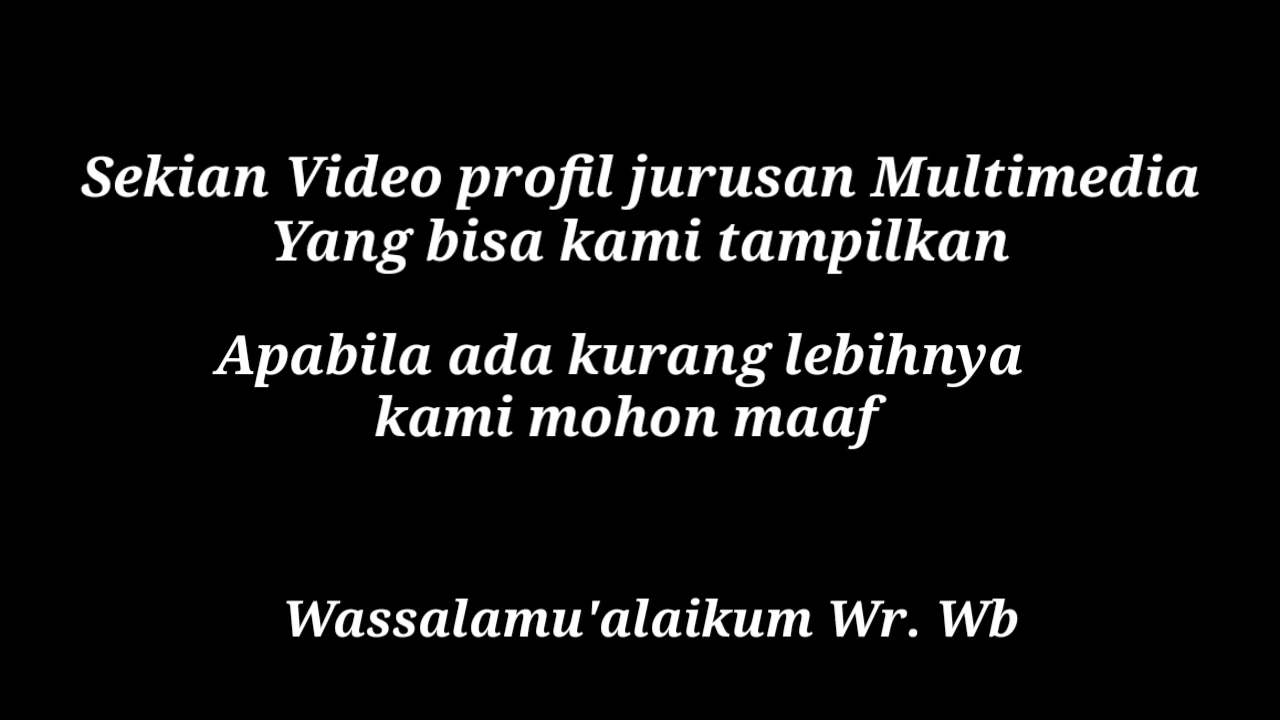 Sekian Video profil jurusan Multimedia
Yang bisa kami tampilkan
Apabila ada kurang lebihnya
kami mohon maaf
Wassalamu'alaikum Wr. Wb